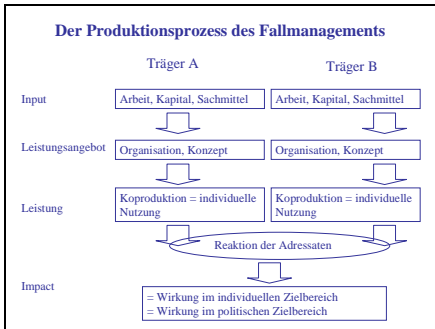 Der Produktionsprozess des Fallmanagements
Träger A
Träger B
Input
Arbeit, Kapital, Sachmittel
Arbeit, Kapital, Sachmittel
Leistungsangebot
Organisation, Konzept
Organisation, Konzept
Leistung
Koproduktion = individuelle
Nutzung
Koproduktion = individuelle
Nutzung
Reaktion der Adressaten
Impact
= Wirkung im individuellen Zielbereich
= Wirkung im politischen Zielbereich